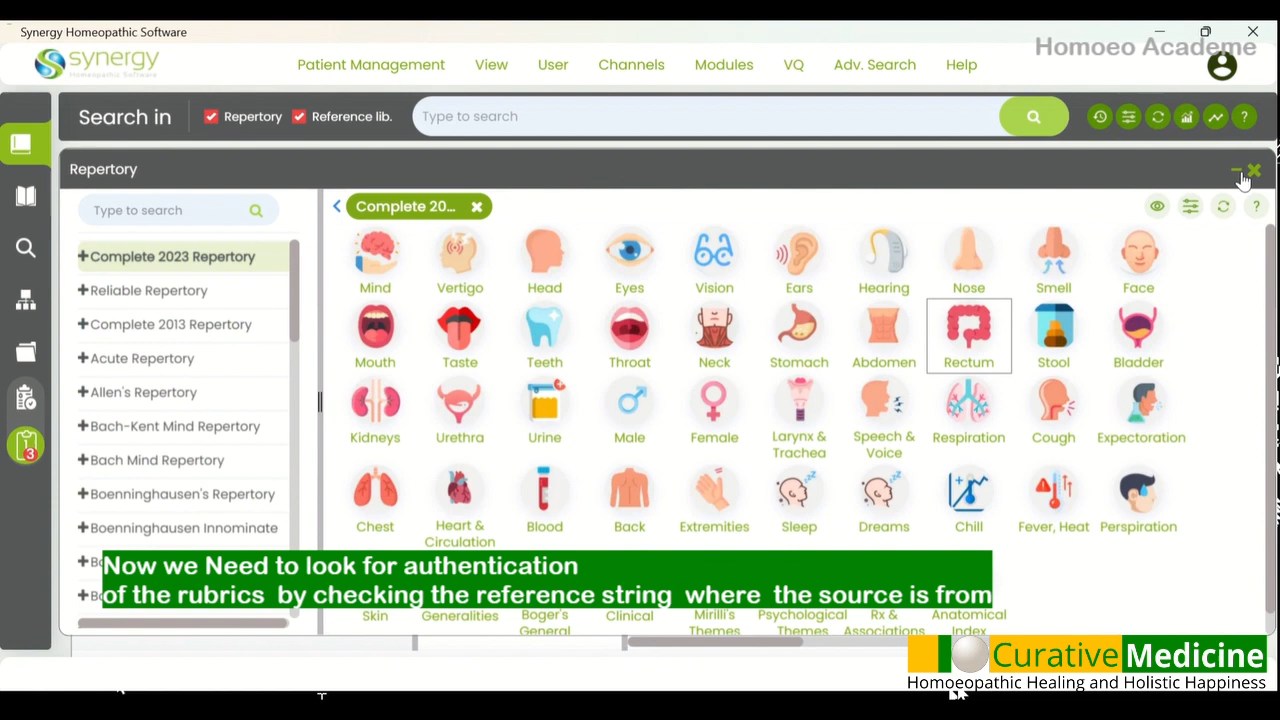 Synergy Homeopathic Software
Homoeo Academe
synergy
Homeopathic Software
Patient Management View User Channels Modules VQ Adv. Search Help
Search in Repertory Reference lib. Type to search
Repertory
Type to search
Complete 20...
Complete 2023 Repertory
Reliable Repertory
Complete 2013 Repertory
Acute Repertory
Allen's Repertory
Bach-Kent Mind Repertory
Bach Mind Repertory
Boenninghausen's Repertory
Boenninghausen Innominate
Mind Vertigo Head Eyes Vision Ears Hearing Nose Smell Face
Mouth Taste Teeth Throat Neck Stomach Abdomen Rectum Stool Bladder
Kidneys Urethra Urine Male Female Larynx & Trachea Speech & Voice Respiration Cough Expectoration
Chest Heart & Circulation Blood Back Extremities Sleep Dreams Chill Fever, Heat Perspiration
Skin Generalities Boger's General Clinical Mirilli's Themes Psychological Themes Rx & Associations Anatomical Index
3
Now we Need to look for authentication
of the rubrics by checking the reference string where the source is from
Curative Medicine
Homoeopathic Healing and Holistic Happiness